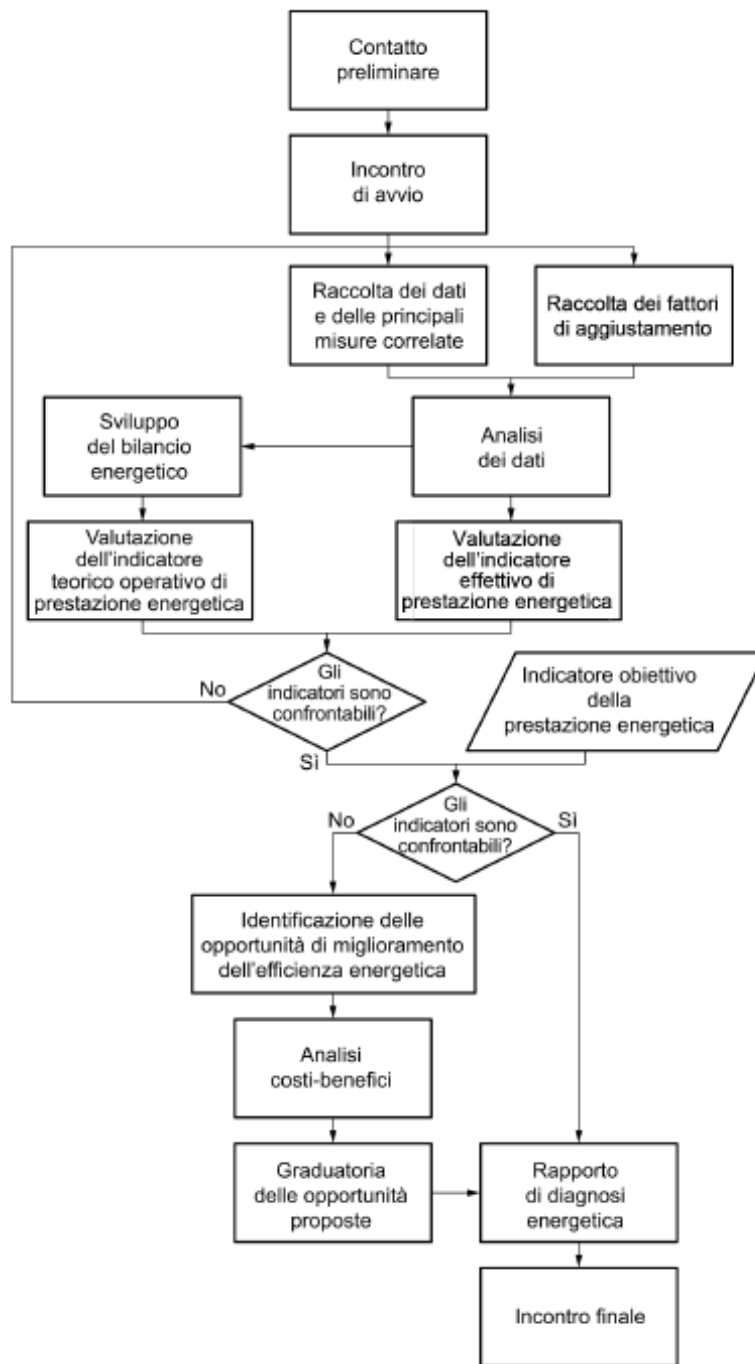 Contatto
preliminare
Incontro
di avvio
Raccolta dei dati
e delle principali
misure correlate
Raccolta dei fattori
di aggiustamento
Sviluppo
del bilancio
energetico
Analisi
dei dati
Valutazione
dell'indicatore
teorico operativo di
prestazione energetica
Valutazione
dell'indicatore
effettivo di
prestazione energetica
No
Gli
indicatori sono
confrontabili?
Sì
Indicatore obiettivo
della
prestazione energetica
No
Gli
indicatori sono
confrontabili?
Sì
Identificazione delle
opportunità di miglioramento
dell'efficienza energetica
Analisi
costi-benefici
Graduatoria
delle opportunità
proposte
Rapporto
di diagnosi
energetica
Incontro finale